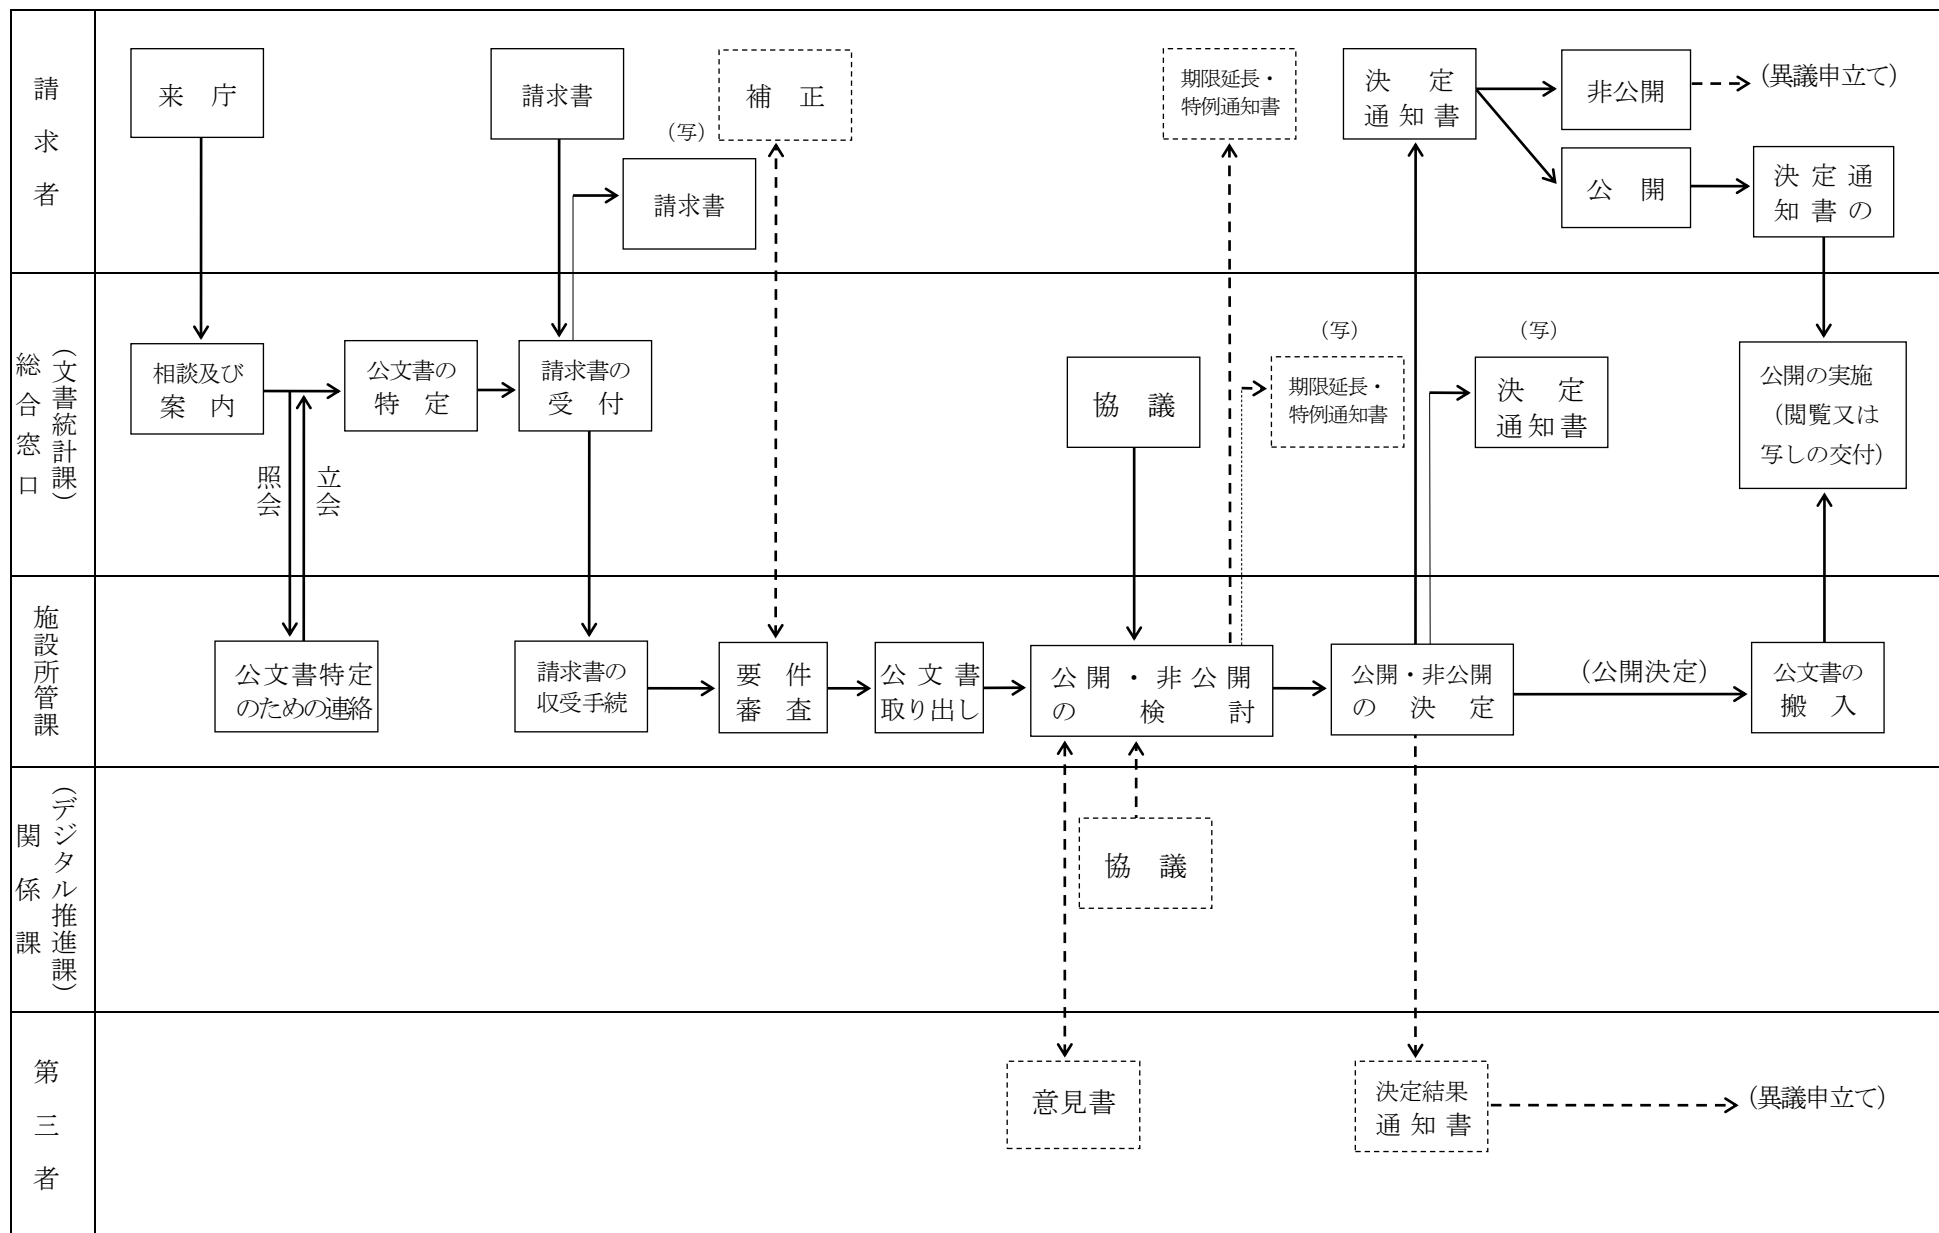 請求者
来　庁
請求書
(写)
請求書
補　正
期限延長・
特例通知書
決　定
通知書
非公開
(異議申立て)
公　開
決定通
知書の
総合窓口
(文書統計課)
相談及び
案　内
照会
立会
公文書の
特　定
請求書の
受　付
協　議
(写)
期限延長・
特例通知書
(写)
決　定
通知書
公開の実施
(閲覧又は
写しの交付)
施設所管課
公文書特定
のための連絡
請求書の
収受手続
要　件
審　査
公文書
取り出し
公開・非公開
の　検　討
公開・非公開
の　決　定
(公開決定)
公文書の
搬　入
関係課
(デジタル推進課)
協　議
第三者
意見書
決定結果
通知書
(異議申立て)